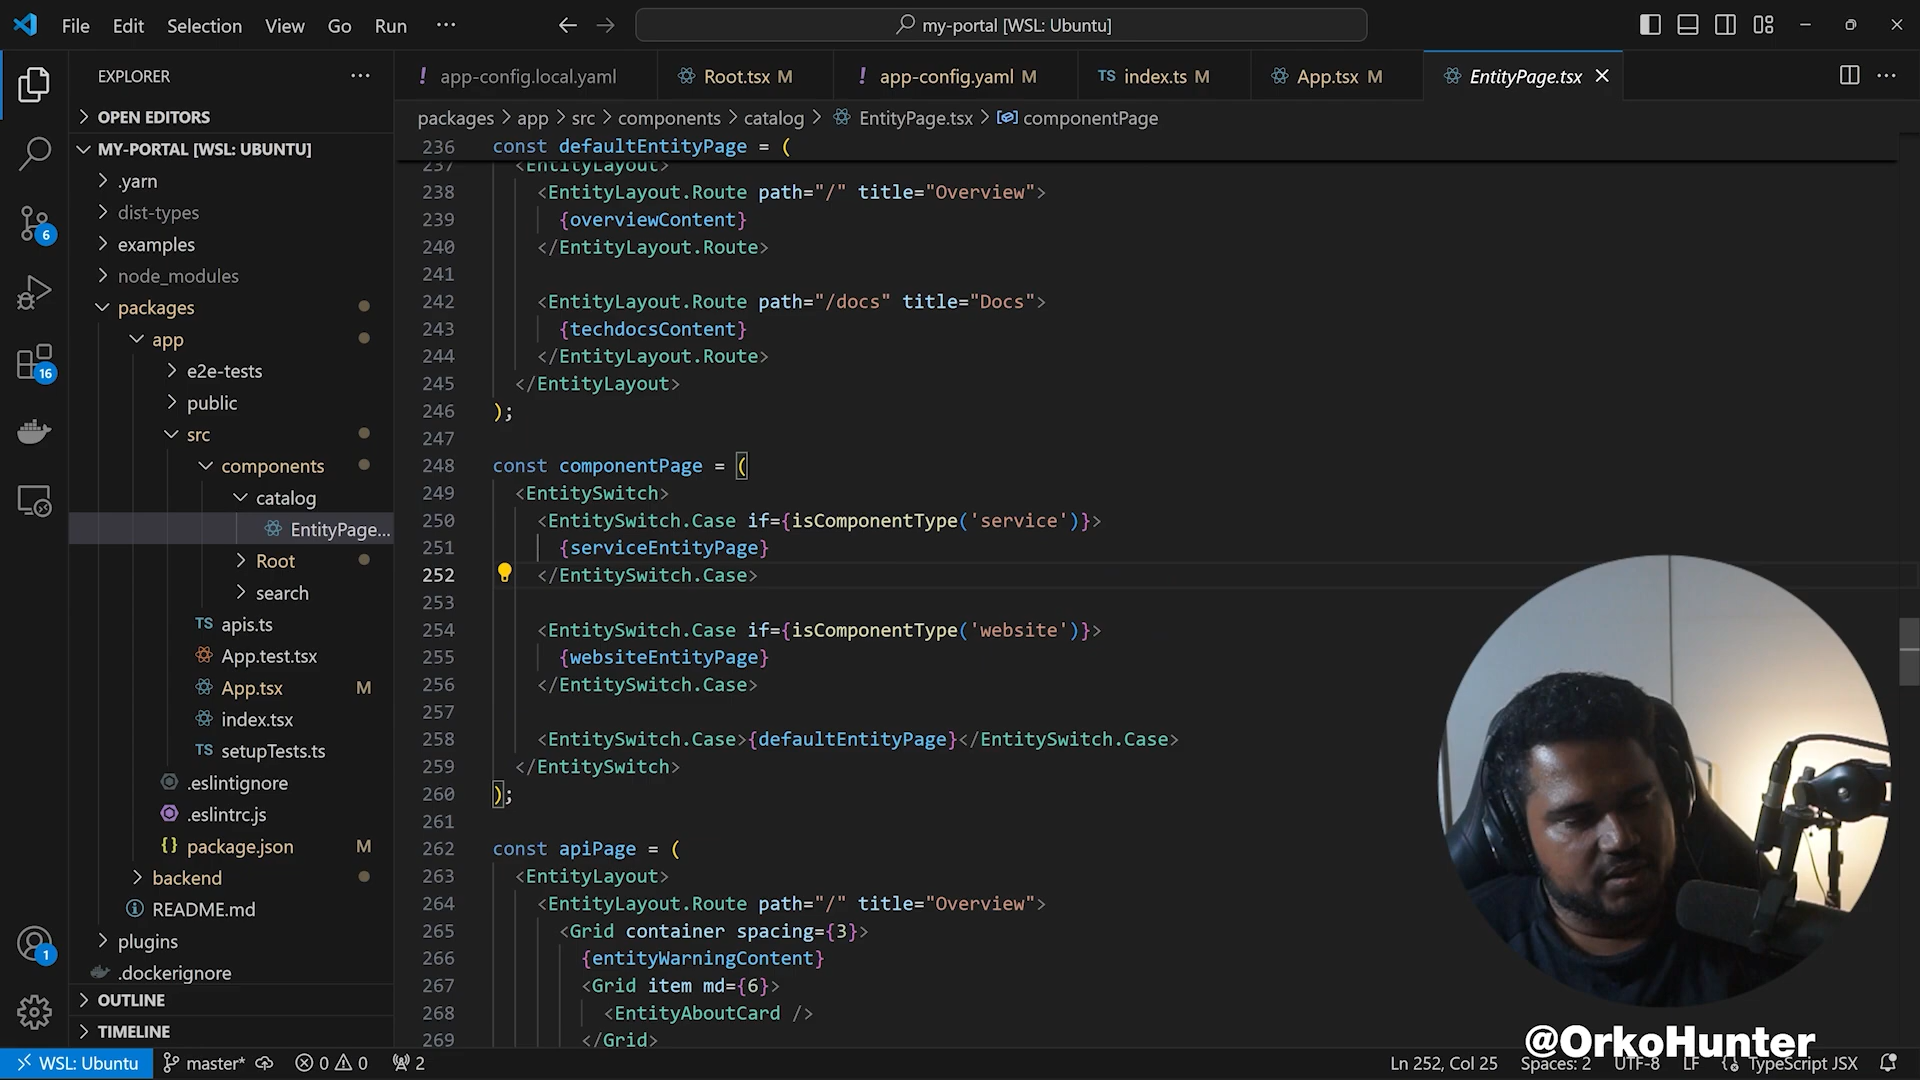 File Edit Selection View Go Run ···
my-portal [WSL: Ubuntu]
EXPLORER
OPEN EDITORS
MY-PORTAL [WSL: UBUNTU]
.yarn
dist-types
examples
node_modules
packages
app
e2e-tests
public
src
components
catalog
EntityPage...
Root
search
TS apis.ts
App.test.tsx
App.tsx M
index.tsx
TS setupTests.ts
.eslintignore
.eslintrc.js
{} package.json M
backend
README.md
plugins
.dockerignore
OUTLINE
TIMELINE
6
16
1
! app-config.local.yaml
Root.tsx M
! app-config.yaml M
TS index.ts M
App.tsx M
EntityPage.tsx
packages > app > src > components > catalog > EntityPage.tsx > componentPage
236 const defaultEntityPage = (
237 <EntityLayout>
238 <EntityLayout.Route path="/" title="Overview">
239 {overviewContent}
240 </EntityLayout.Route>
241
242 <EntityLayout.Route path="/docs" title="Docs">
243 {techdocsContent}
244 </EntityLayout.Route>
245 </EntityLayout>
246 );
247
248 const componentPage = (
249 <EntitySwitch>
250 <EntitySwitch.Case if={isComponentType('service')}>
251 {serviceEntityPage}
252 </EntitySwitch.Case>
253
254 <EntitySwitch.Case if={isComponentType('website')}>
255 {websiteEntityPage}
256 </EntitySwitch.Case>
257
258 <EntitySwitch.Case>{defaultEntityPage}</EntitySwitch.Case>
259 </EntitySwitch>
260 );
261
262 const apiPage = (
263 <EntityLayout>
264 <EntityLayout.Route path="/" title="Overview">
265 <Grid container spacing={3}>
266 {entityWarningContent}
267 <Grid item md={6}>
268 <EntityAboutCard />
269 </Grid>
@OrkoHunter
WSL: Ubuntu master* 0 0 2
Ln 252, Col 25 Spaces: 2 UTF-8 LF TypeScript JSX